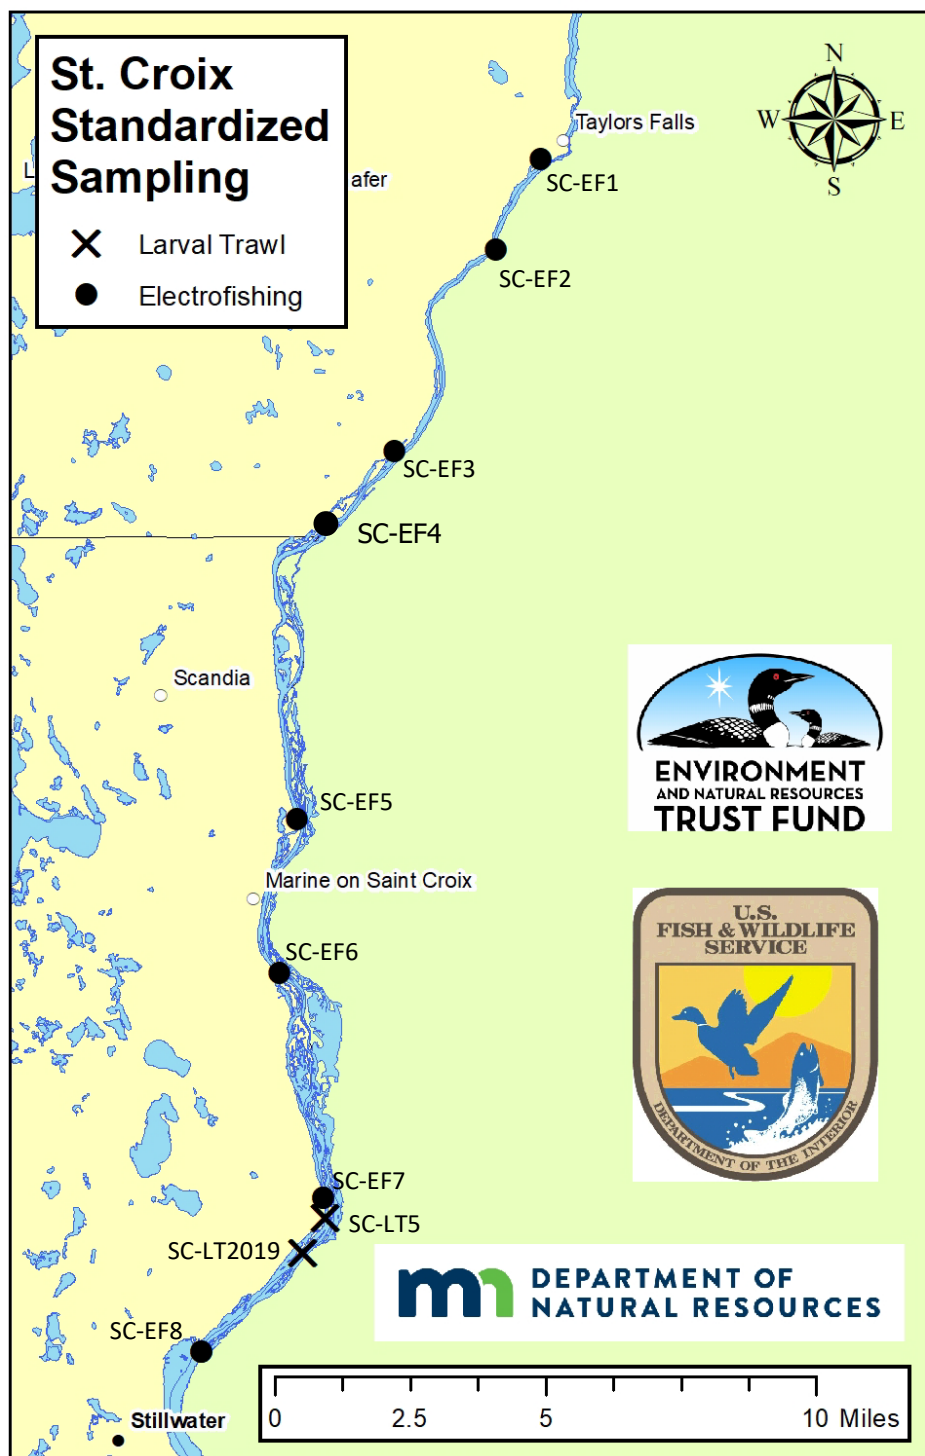 St. Croix
Standardized
Sampling
Larval Trawl
Electrofishing
L
afer
N
W
E
S
Taylors Falls
SC-EF1
SC-EF2
SC-EF3
SC-EF4
Scandia
SC-EF5
Marine on Saint Croix
SC-EF6
SC-EF7
SC-LT5
SC-LT2019
SC-EF8
Stillwater
ENVIRONMENT
AND NATURAL RESOURCES
TRUST FUND
U.S.
FISH & WILDLIFE
SERVICE
DEPARTMENT OF THE INTERIOR
mn DEPARTMENT OF
NATURAL RESOURCES
0 2.5 5 10 Miles